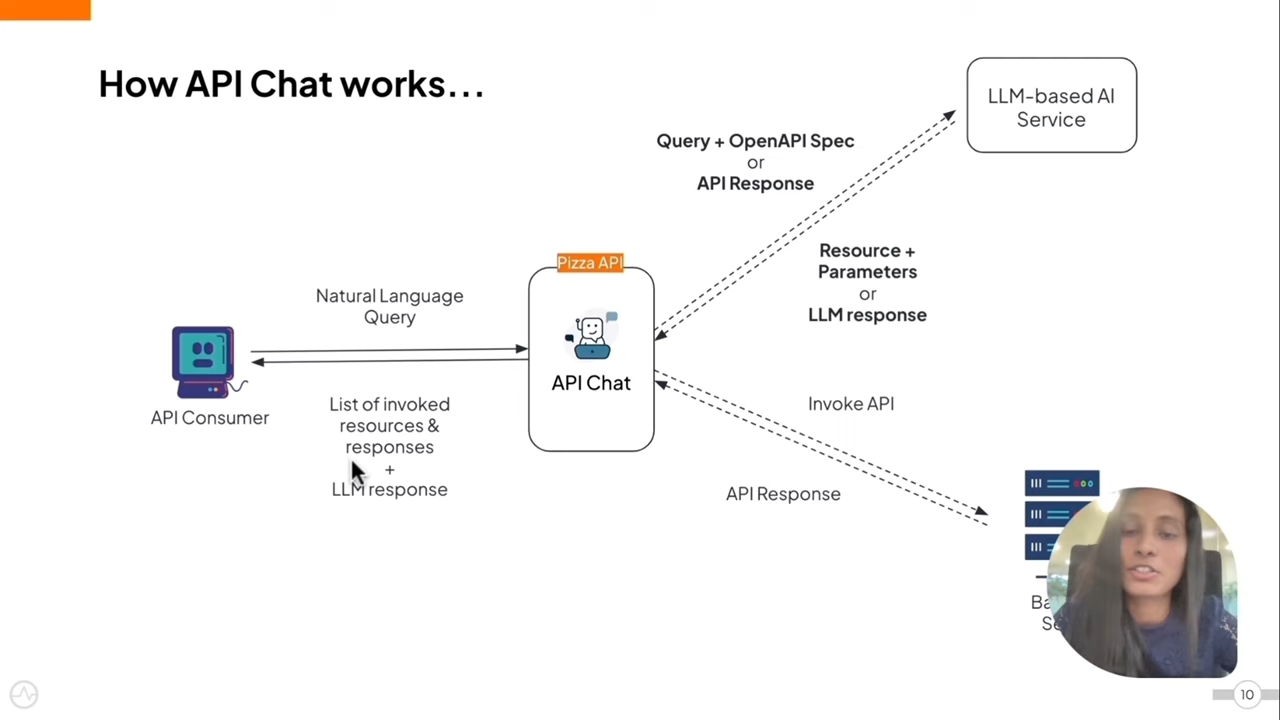 How API Chat works...
LLM-based AI
Service
Query + OpenAPI Spec
or
API Response
Resource +
Parameters
or
LLM response
Pizza API
API Chat
Natural Language
Query
API Consumer
List of invoked
resources &
responses
+
LLM response
Invoke API
API Response
10